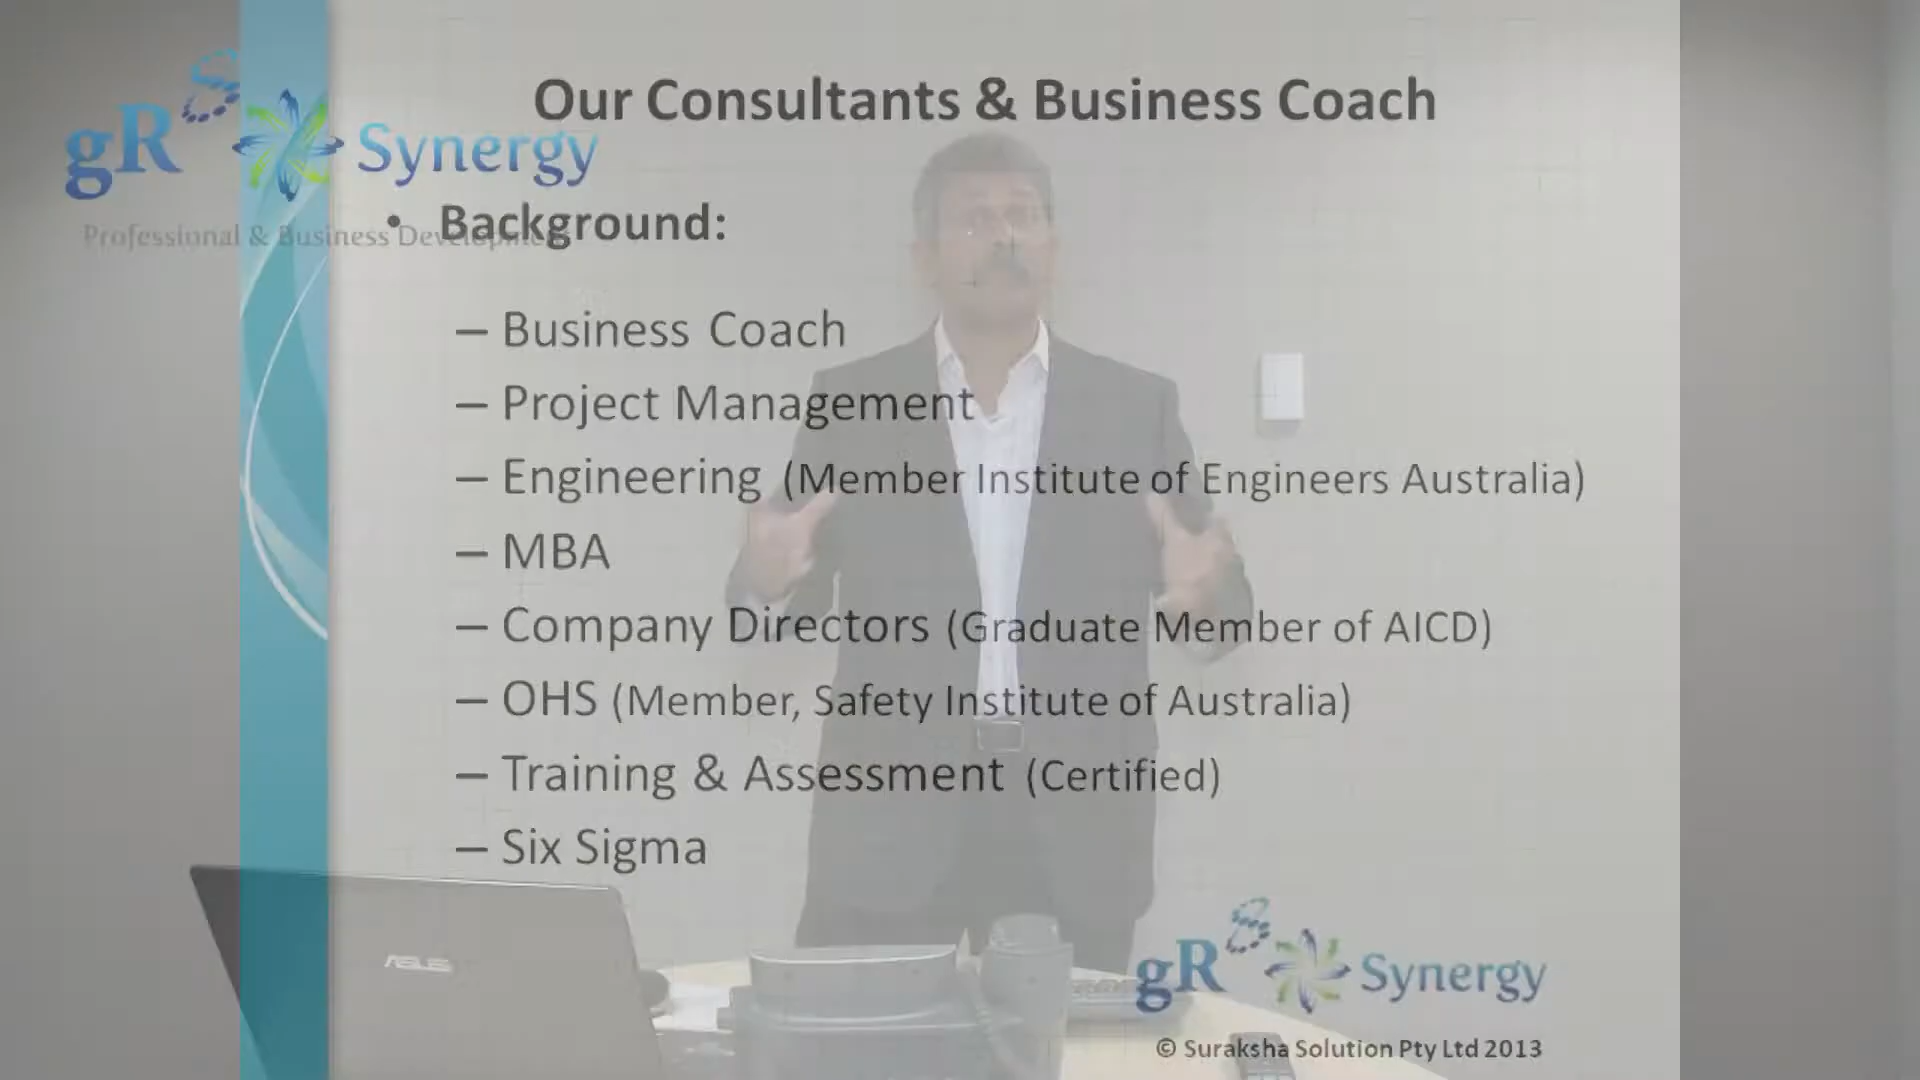 Our Consultants & Business Coach
gRS Synergy
Professional & Business Development
• Background:
– Business Coach
– Project Management
– Engineering (Member Institute of Engineers Australia)
– MBA
– Company Directors (Graduate Member of AICD)
– OHS (Member, Safety Institute of Australia)
– Training & Assessment (Certified)
– Six Sigma
ASUS
gRS Synergy
© Suraksha Solution Pty Ltd 2013